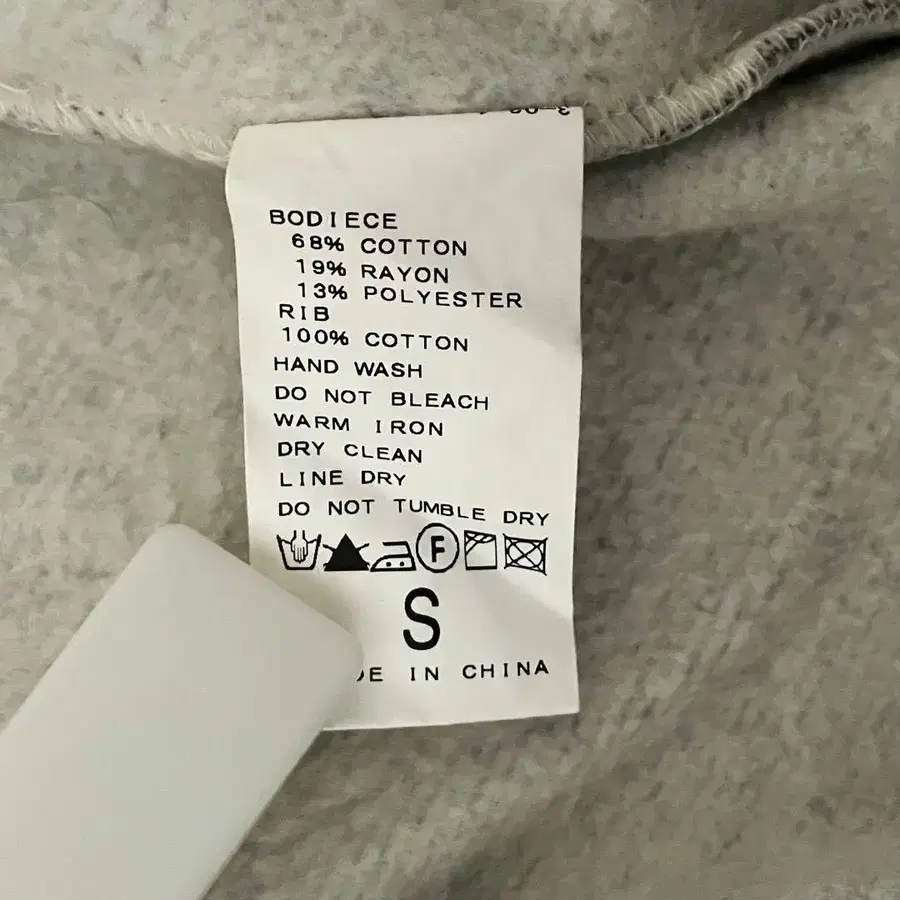 BODIECE
68% COTTON
19% RAYON
13% POLYESTER
RIB
100% COTTON
HAND WASH
DO NOT BLEACH
WARM IRON
DRY CLEAN
LINE DRY
DO NOT TUMBLE DRY
F
S
IN CHINA